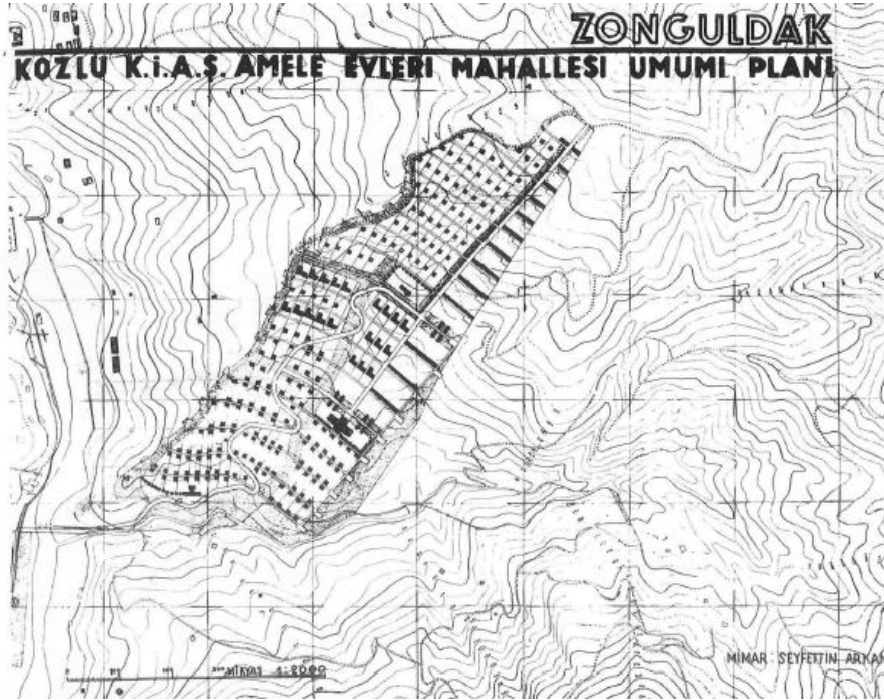 ZONGULDAK
KOZLU K.İ.A.Ş. AMELE EVLERİ MAHALLESİ UMUMİ PLANI
MİKYAS 1:2000
MİMAR: SEYFETTİN ARKAN